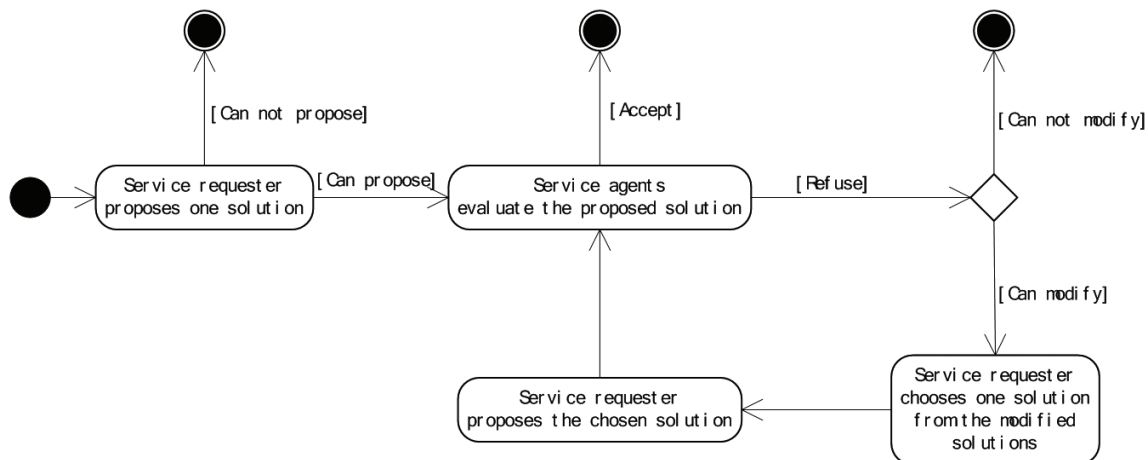 [Can not propose]
[Accept]
[Can not modify]
Service requester
proposes one solution
[Can propose]
Service agents
evaluate the proposed solution
[Refuse]
[Can modify]
Service requester
proposes the chosen solution
Service requester
chooses one solution
from the modified
solutions